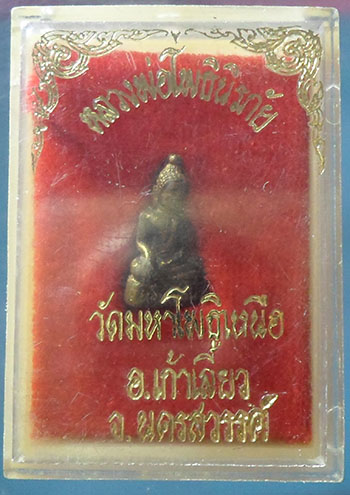 หลวงพ่อโพธินิมาย
วัดมหาโพธิเหนือ
อ.เก้าเลี้ยว
จ.นครสวรรค์